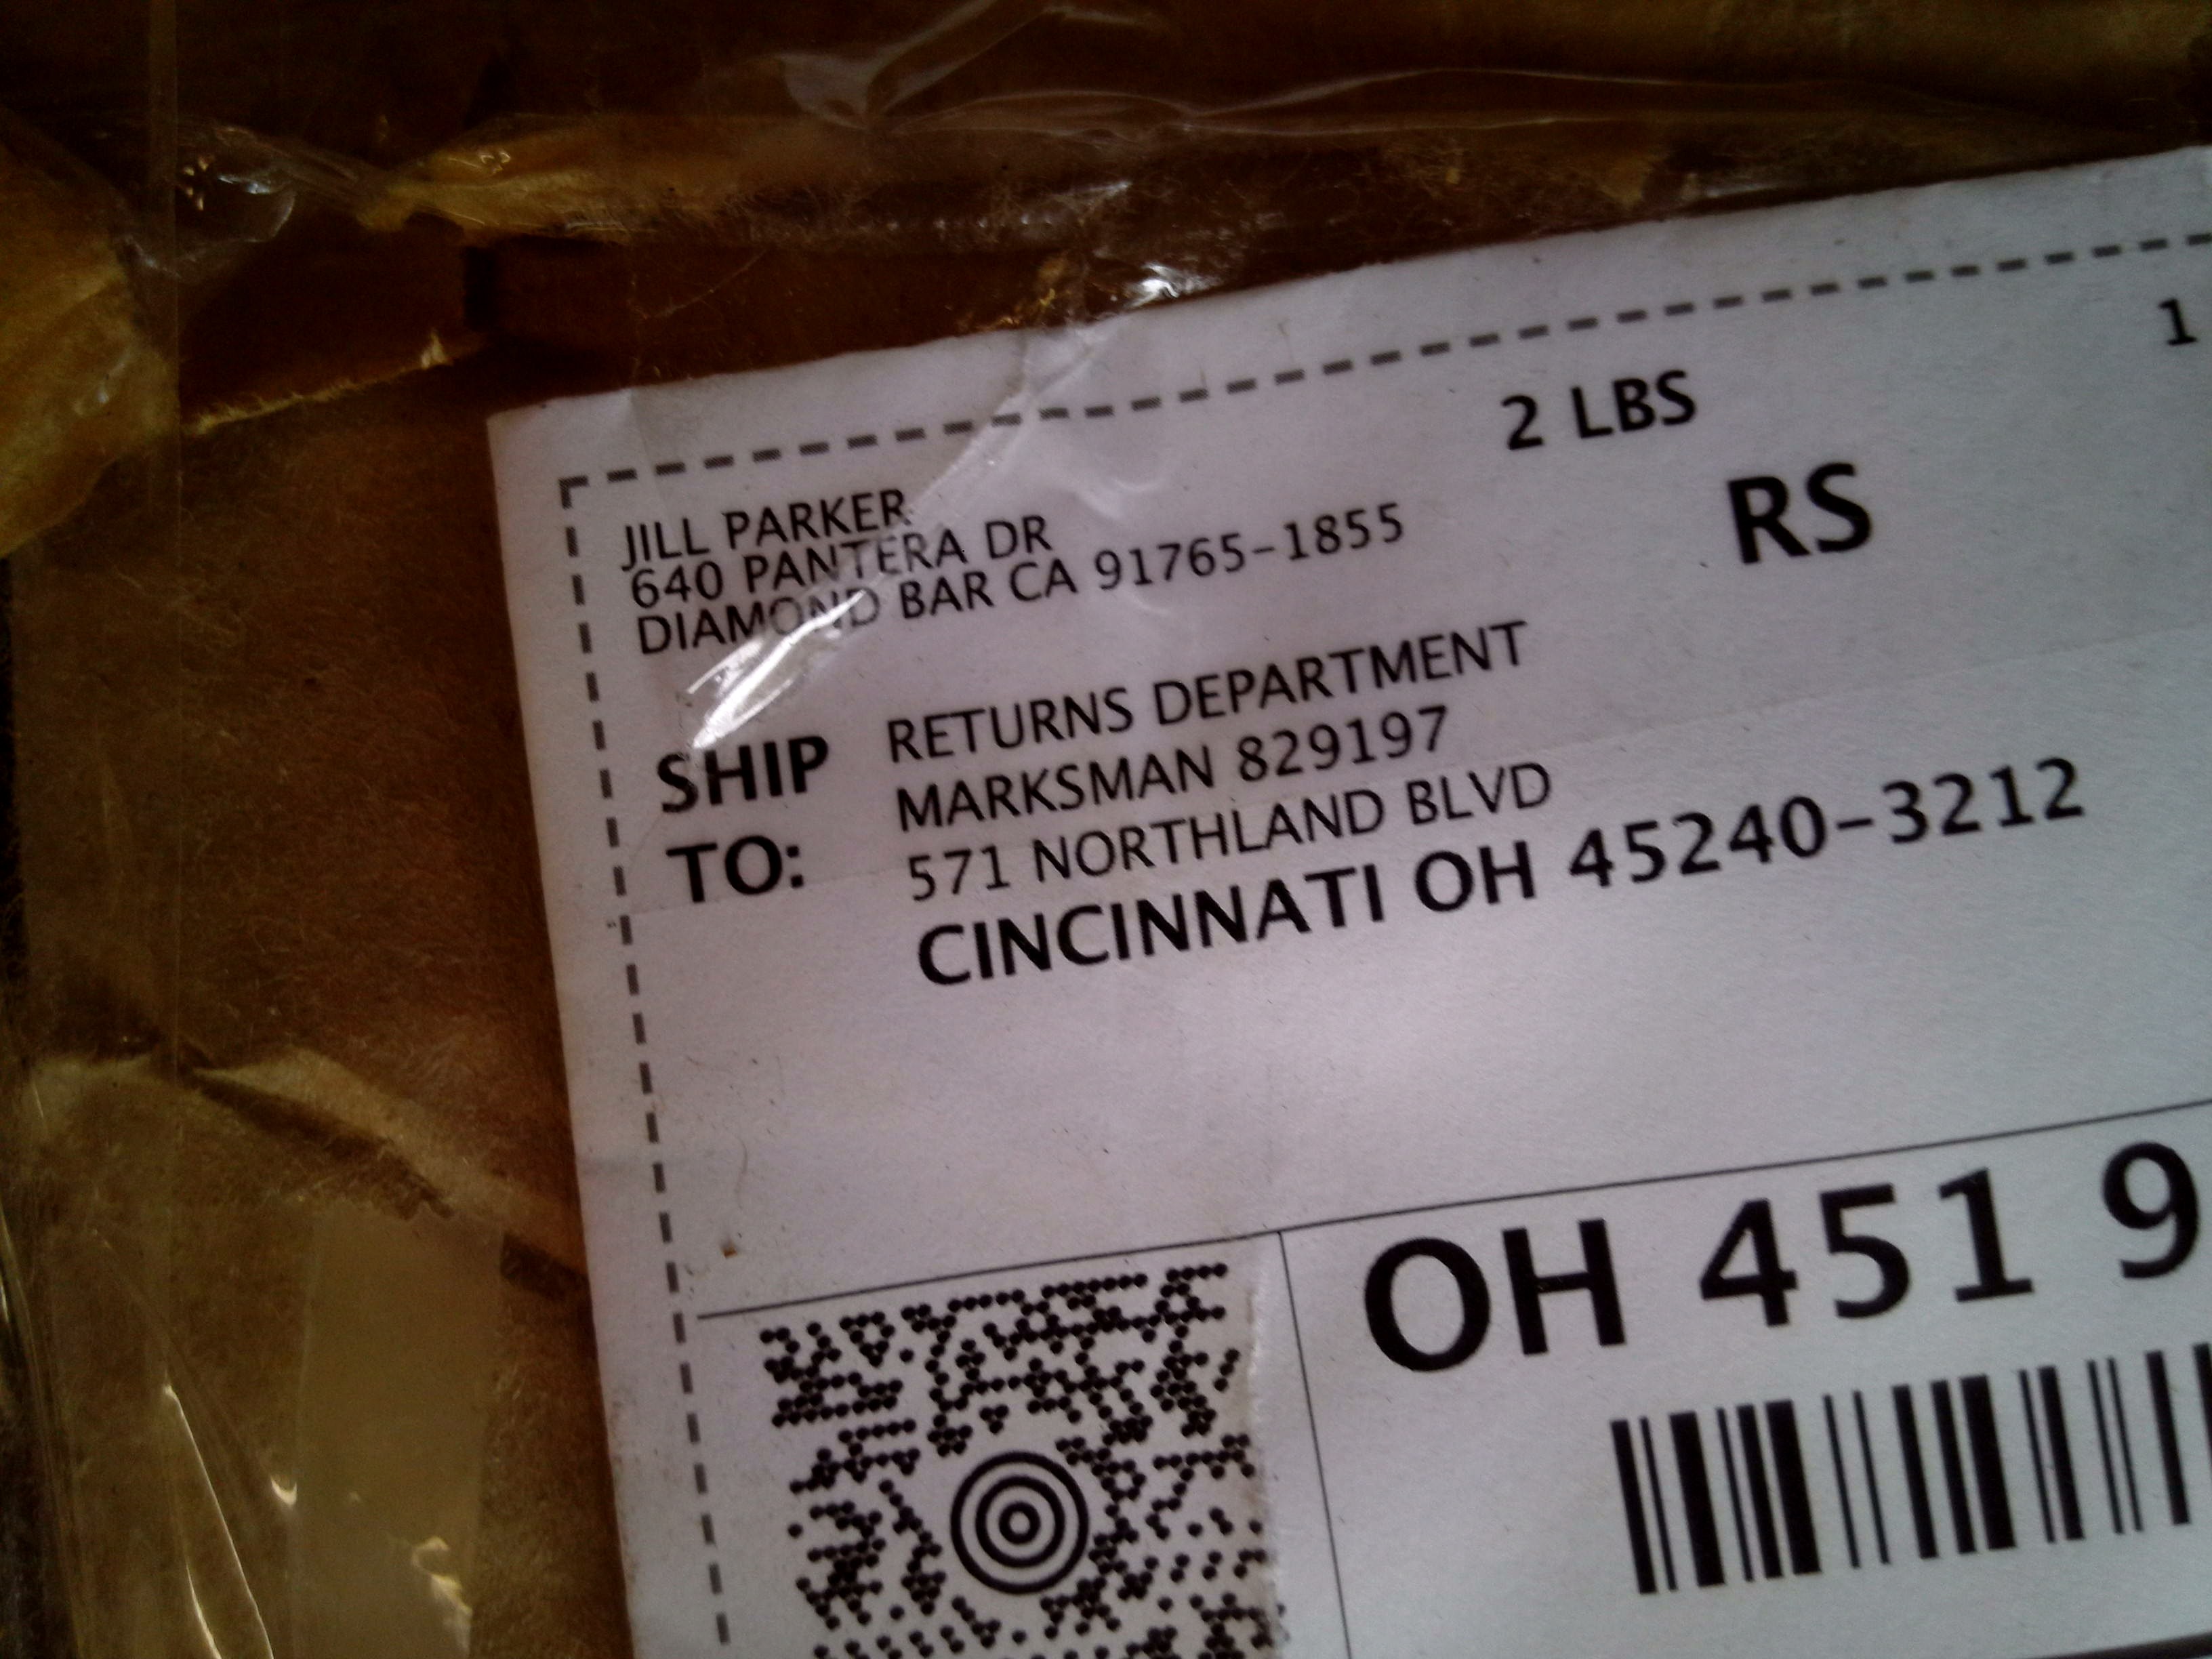 1
2 LBS
RS
JILL PARKER
640 PANTERA DR
DIAMOND BAR CA 91765-1855
SHIP TO:
RETURNS DEPARTMENT
MARKSMAN 829197
571 NORTHLAND BLVD
CINCINNATI OH 45240-3212
OH 451 9